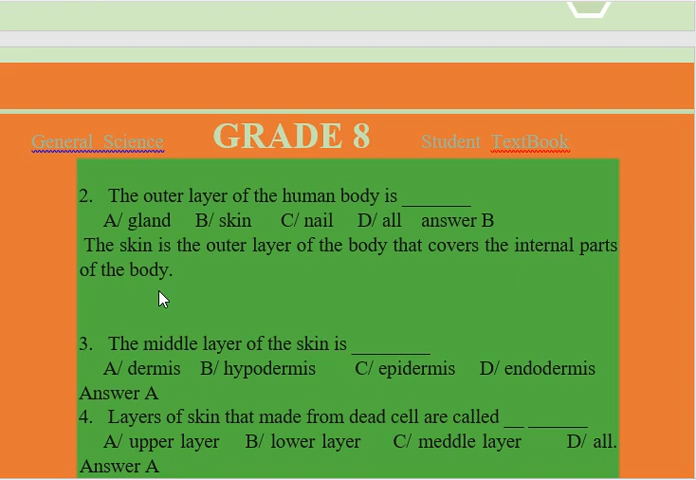 General Science GRADE 8 Student TextBook
2. The outer layer of the human body is _______
A/ gland B/ skin C/ nail D/ all answer B
The skin is the outer layer of the body that covers the internal parts
of the body.
3. The middle layer of the skin is ________
A/ dermis B/ hypodermis C/ epidermis D/ endodermis
Answer A
4. Layers of skin that made from dead cell are called __ ______
A/ upper layer B/ lower layer C/ meddle layer D/ all.
Answer A